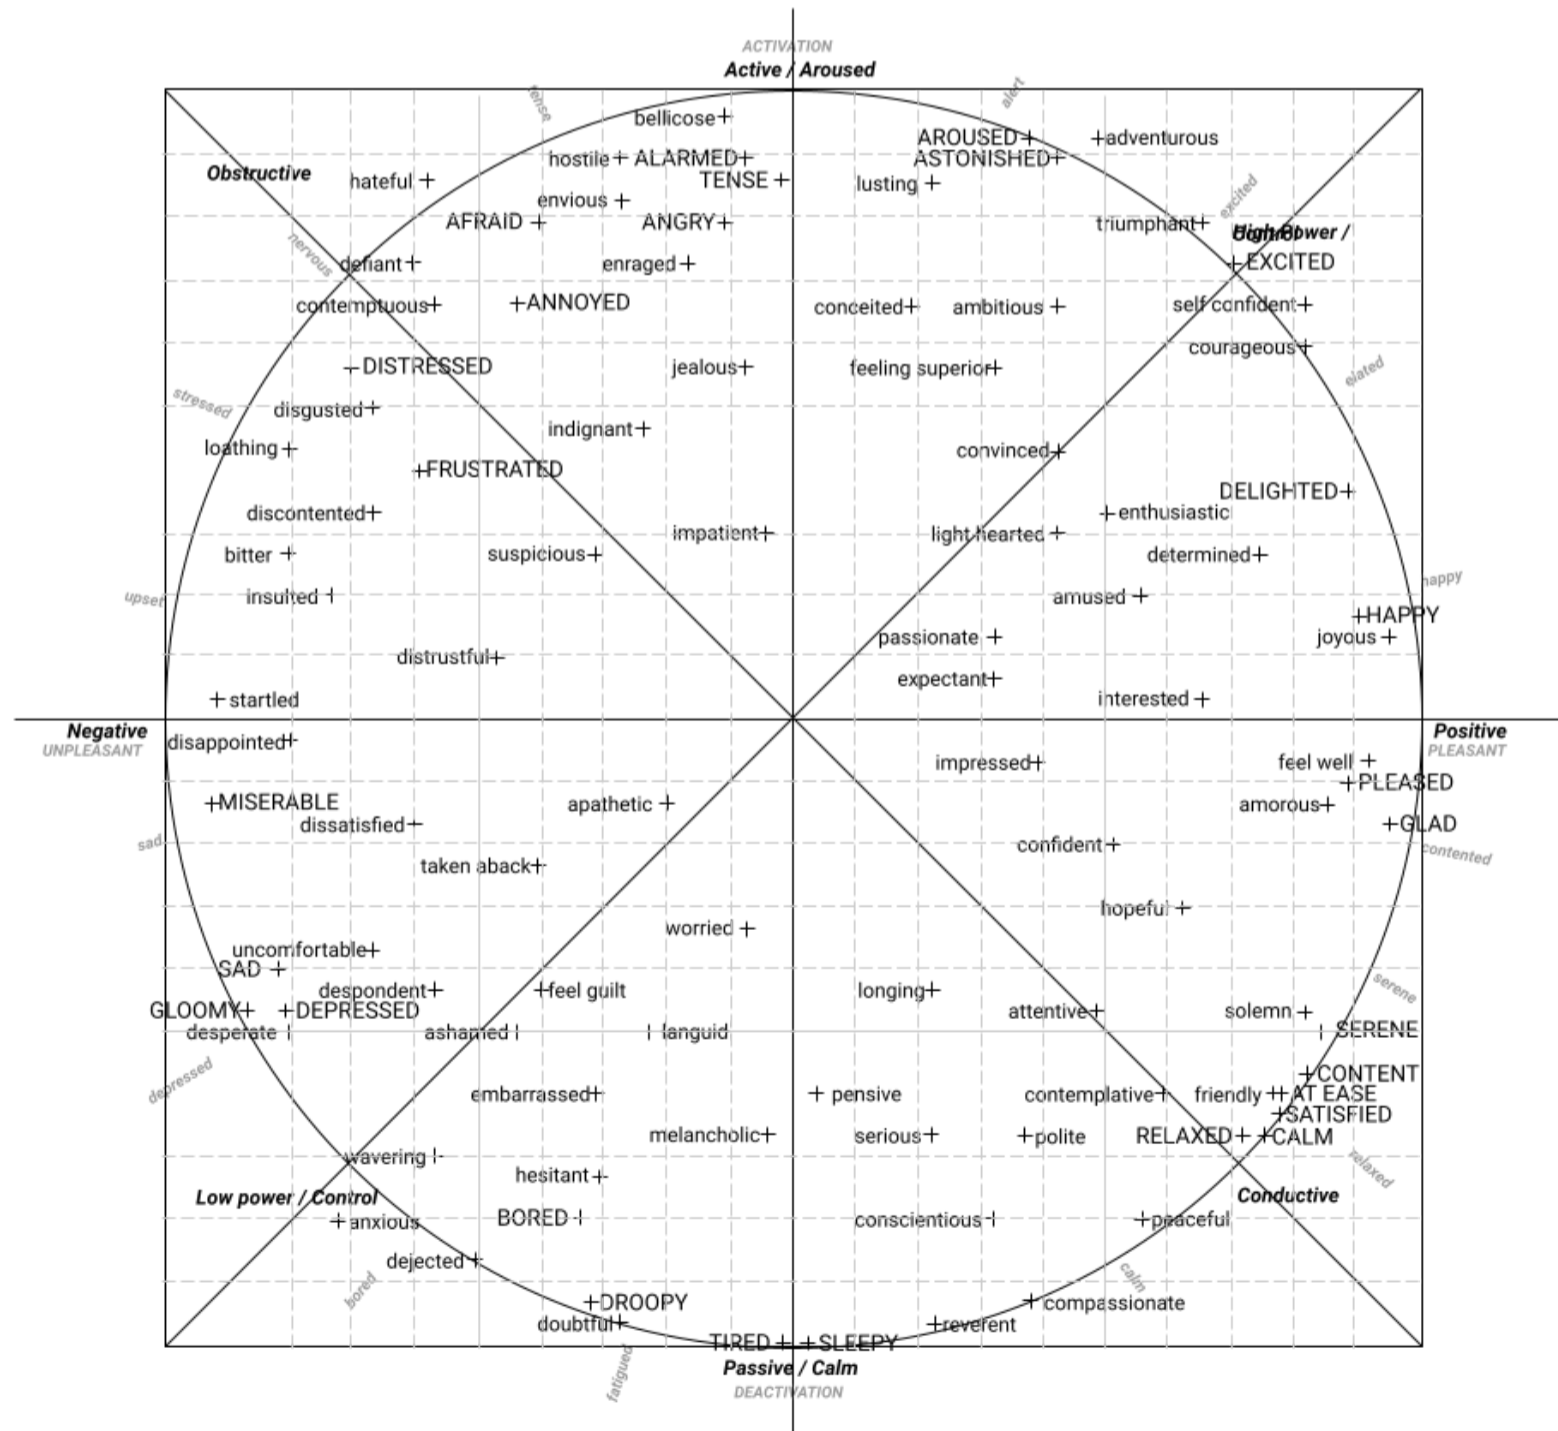 ACTIVATION
Active / Aroused
tense
alert
bellicose
AROUSED
adventurous
hostile
ALARMED
ASTONISHED
Obstructive
hateful
TENSE
lusting
envious
excited
AFRAID
ANGRY
triumphant
High Power /
Control
nervous
defiant
enraged
EXCITED
contemptuous
ANNOYED
conceited
ambitious
self confident
courageous
DISTRESSED
jealous
feeling superior
elated
stressed
disgusted
indignant
loathing
convinced
FRUSTRATED
DELIGHTED
discontented
enthusiastic
impatient
light hearted
bitter
suspicious
determined
happy
upset
insulted
amused
HAPPY
passionate
joyous
distrustful
expectant
startled
interested
Negative
Positive
UNPLEASANT
PLEASANT
disappointed
impressed
feel well
PLEASED
MISERABLE
apathetic
amorous
dissatisfied
GLAD
sad
confident
contented
taken aback
hopeful
worried
uncomfortable
SAD
serene
despondent
feel guilt
longing
GLOOMY
DEPRESSED
attentive
solemn
desperate
ashamed
languid
SERENE
depressed
CONTENT
embarrassed
pensive
contemplative
friendly
AT EASE
SATISFIED
melancholic
serious
polite
RELAXED
CALM
wavering
relaxed
hesitant
Low power / Control
Conductive
anxious
BORED
conscientious
peaceful
dejected
bored
calm
DROOPY
compassionate
doubtful
reverent
TIRED
SLEEPY
fatigued
Passive / Calm
DEACTIVATION